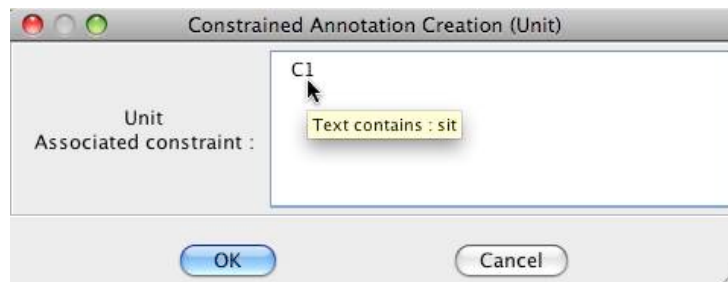 Constrained Annotation Creation (Unit)
C1
Text contains : sit
Unit
Associated constraint :
OK
Cancel